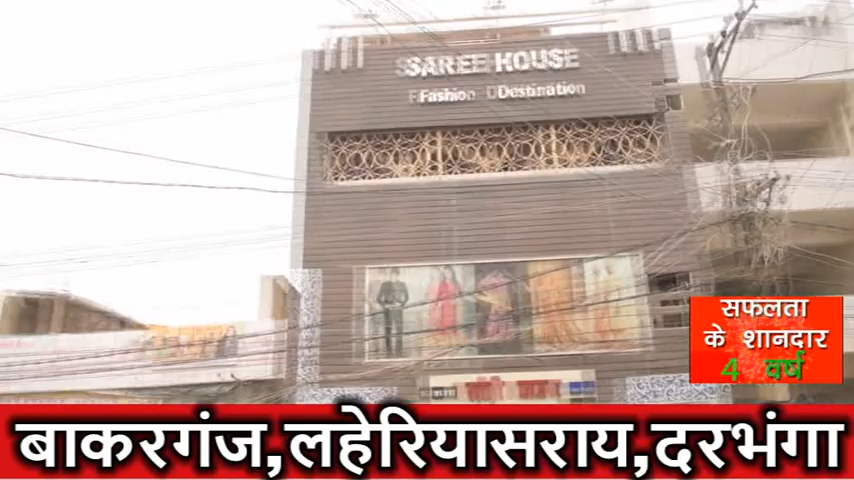 SAREE HOUSE
Fashion Destination
सफलता
के शानदार
4 वर्ष
बाकरगंज,लहेरियासराय,दरभंगा